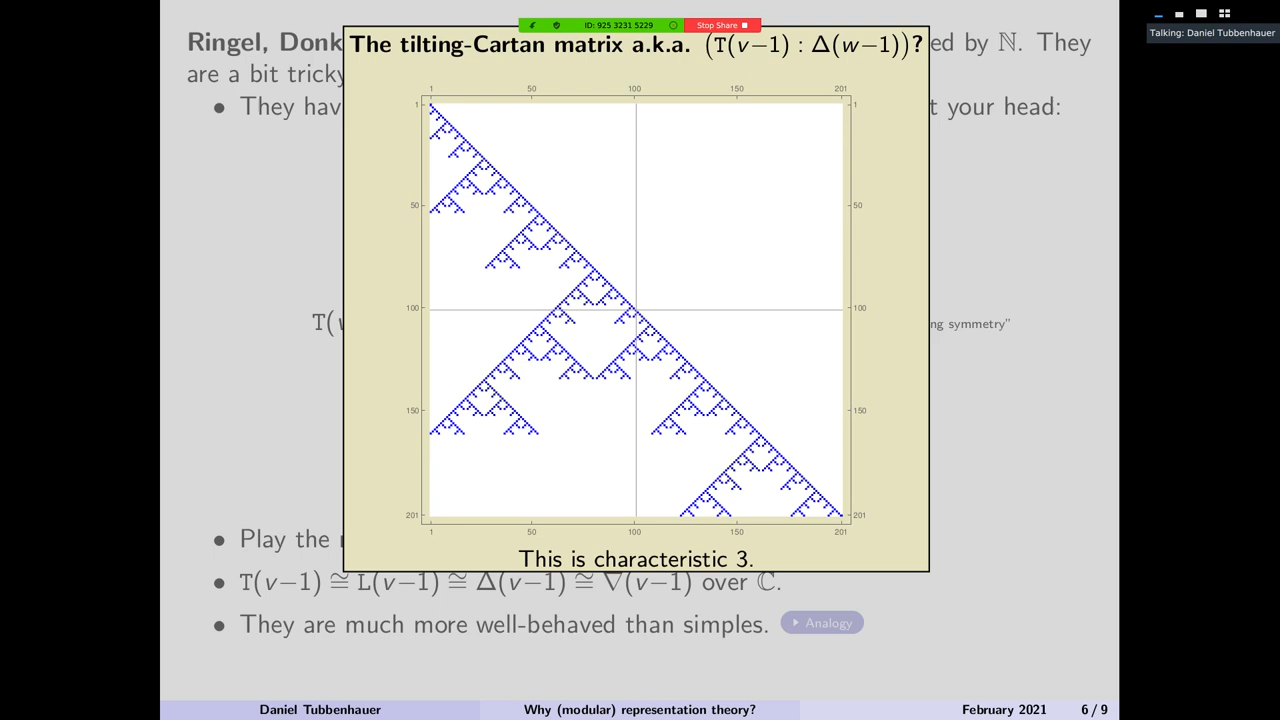 ID: 925 3231 5229
Stop Share
Talking: Daniel Tubbenhauer
The tilting-Cartan matrix a.k.a. (T(v−1) : Δ(w−1))?
Ringel, Donk
ed by ℕ. They
are a bit tricky
• They hav
t your head:
1 50 100 150 201
1 1
50 50
100 100
150 150
201 201
1 50 100 150 201
T(
ng symmetry”
This is characteristic 3.
• Play the
• T(v−1) ≅ L(v−1) ≅ Δ(v−1) ≅ ∇(v−1) over ℂ.
• They are much more well-behaved than simples. Analogy
Daniel Tubbenhauer Why (modular) representation theory? February 2021 6 / 9